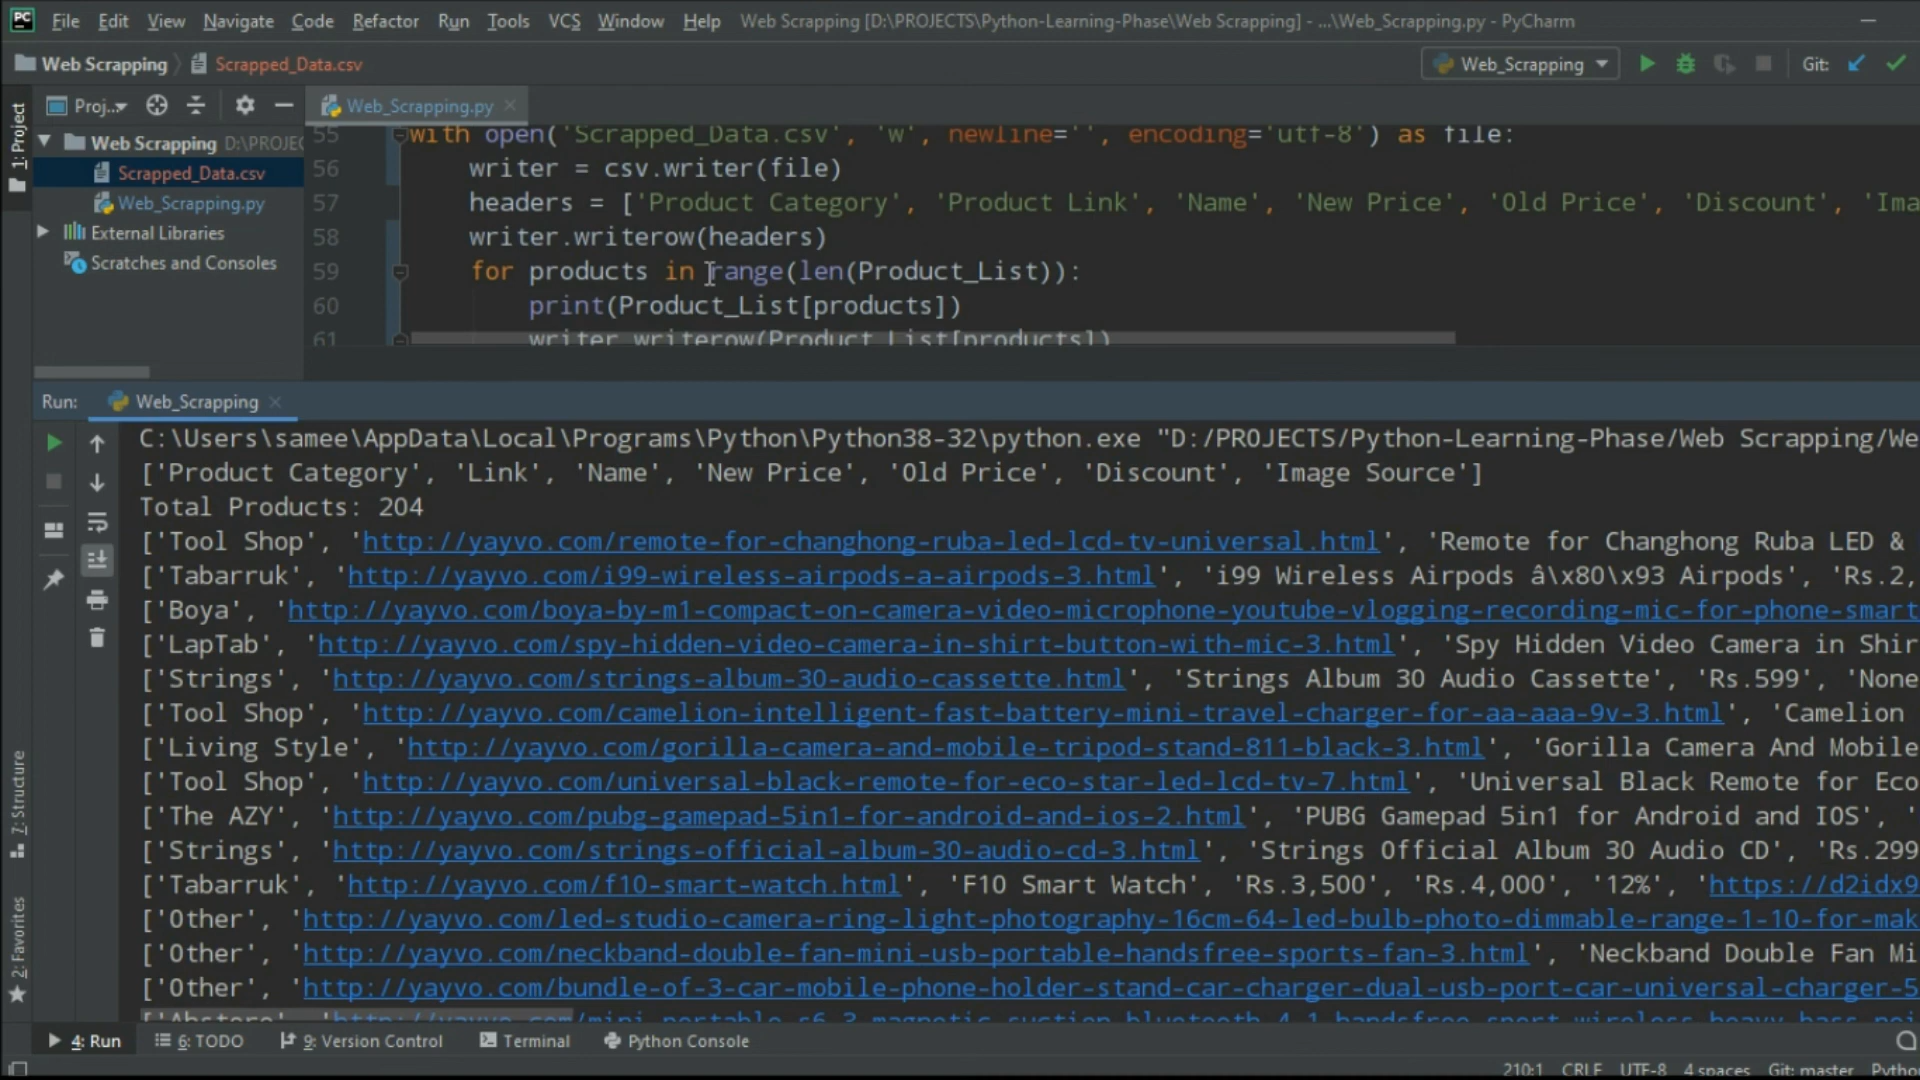 PC File Edit View Navigate Code Refactor Run Tools VCS Window Help Web Scrapping [D:\PROJECTS\Python-Learning-Phase\Web Scrapping] - ...\Web_Scrapping.py - PyCharm
Web Scrapping Scrapped_Data.csv Web_Scrapping Git:
Proj... Web_Scrapping.py
1: Project
Web Scrapping D:\PROJEC
Scrapped_Data.csv
Web_Scrapping.py
External Libraries
Scratches and Consoles
55 with open('Scrapped_Data.csv', 'w', newline='', encoding='utf-8') as file:
56 writer = csv.writer(file)
57 headers = ['Product Category', 'Product Link', 'Name', 'New Price', 'Old Price', 'Discount', 'Ima
58 writer.writerow(headers)
59 for products in range(len(Product_List)):
60 print(Product_List[products])
61 writer.writerow(Product_List[products])
Run: Web_Scrapping
C:\Users\samee\AppData\Local\Programs\Python\Python38-32\python.exe "D:/PROJECTS/Python-Learning-Phase/Web Scrapping/We
['Product Category', 'Link', 'Name', 'New Price', 'Old Price', 'Discount', 'Image Source']
Total Products: 204
['Tool Shop', 'http://yayvo.com/remote-for-changhong-ruba-led-lcd-tv-universal.html', 'Remote for Changhong Ruba LED &
['Tabarruk', 'http://yayvo.com/i99-wireless-airpods-a-airpods-3.html', 'i99 Wireless Airpods â\x80\x93 Airpods', 'Rs.2,
['Boya', 'http://yayvo.com/boya-by-m1-compact-on-camera-video-microphone-youtube-vlogging-recording-mic-for-phone-smart
['LapTab', 'http://yayvo.com/spy-hidden-video-camera-in-shirt-button-with-mic-3.html', 'Spy Hidden Video Camera in Shir
['Strings', 'http://yayvo.com/strings-album-30-audio-cassette.html', 'Strings Album 30 Audio Cassette', 'Rs.599', 'None
['Tool Shop', 'http://yayvo.com/camelion-intelligent-fast-battery-mini-travel-charger-for-aa-aaa-9v-3.html', 'Camelion
['Living Style', 'http://yayvo.com/gorilla-camera-and-mobile-tripod-stand-811-black-3.html', 'Gorilla Camera And Mobile
['Tool Shop', 'http://yayvo.com/universal-black-remote-for-eco-star-led-lcd-tv-7.html', 'Universal Black Remote for Eco
['The AZY', 'http://yayvo.com/pubg-gamepad-5in1-for-android-and-ios-2.html', 'PUBG Gamepad 5in1 for Android and IOS', '
['Strings', 'http://yayvo.com/strings-official-album-30-audio-cd-3.html', 'Strings Official Album 30 Audio CD', 'Rs.299
['Tabarruk', 'http://yayvo.com/f10-smart-watch.html', 'F10 Smart Watch', 'Rs.3,500', 'Rs.4,000', '12%', 'https://d2idx9
['Other', 'http://yayvo.com/led-studio-camera-ring-light-photography-16cm-64-led-bulb-photo-dimmable-range-1-10-for-mak
['Other', 'http://yayvo.com/neckband-double-fan-mini-usb-portable-handsfree-sports-fan-3.html', 'Neckband Double Fan Mi
['Other', 'http://yayvo.com/bundle-of-3-car-mobile-phone-holder-stand-car-charger-dual-usb-port-car-universal-charger-5
7: Structure
2: Favorites
4: Run 6: TODO 9: Version Control Terminal Python Console
210:1 CRLF UTF-8 4 spaces Git: master Pytho